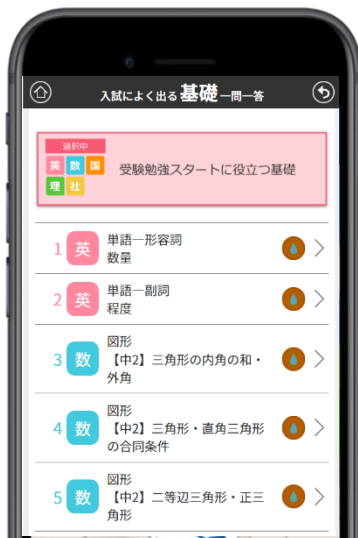 入試によく出る基礎一問一答
選択中
英 数 国
理 社
受験勉強スタートに役立つ基礎
1 英 単語―形容詞
数量
2 英 単語―副詞
程度
3 数 図形
【中2】三角形の内角の和・
外角
4 数 図形
【中2】三角形・直角三角形
の合同条件
5 数 図形
【中2】二等辺三角形・正三
角形